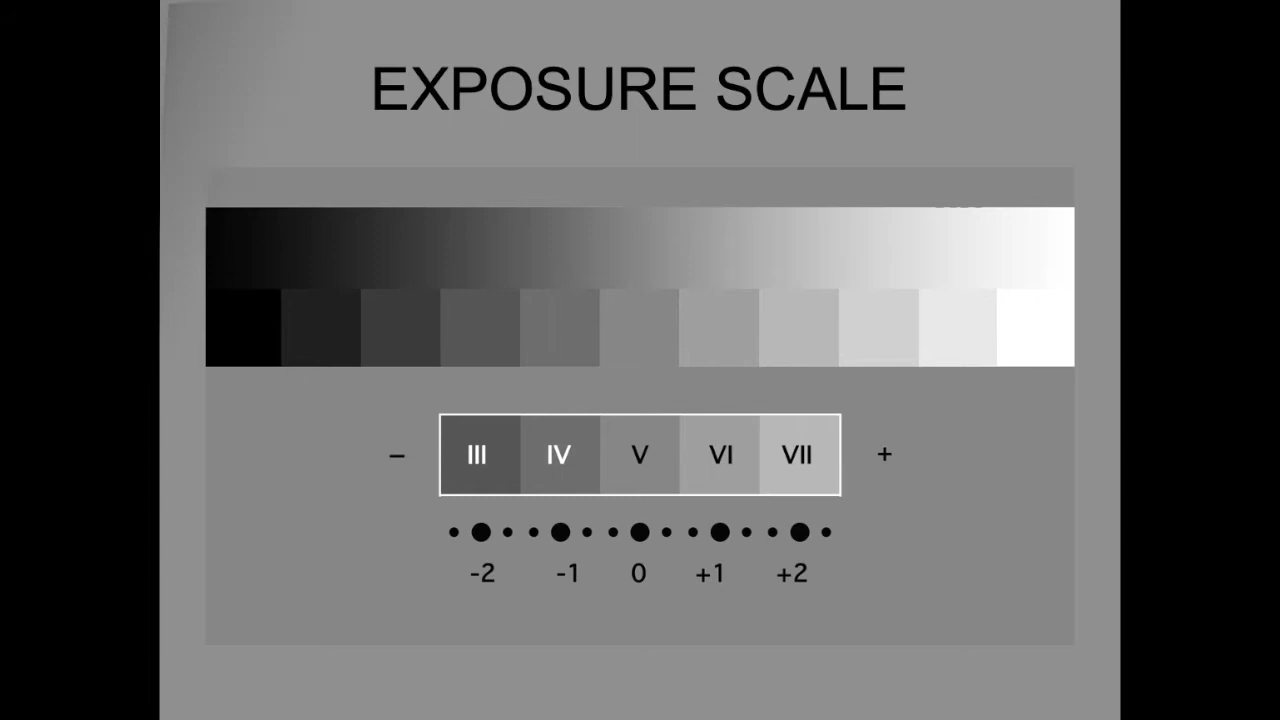 EXPOSURE SCALE
– III IV V VI VII +
-2 -1 0 +1 +2